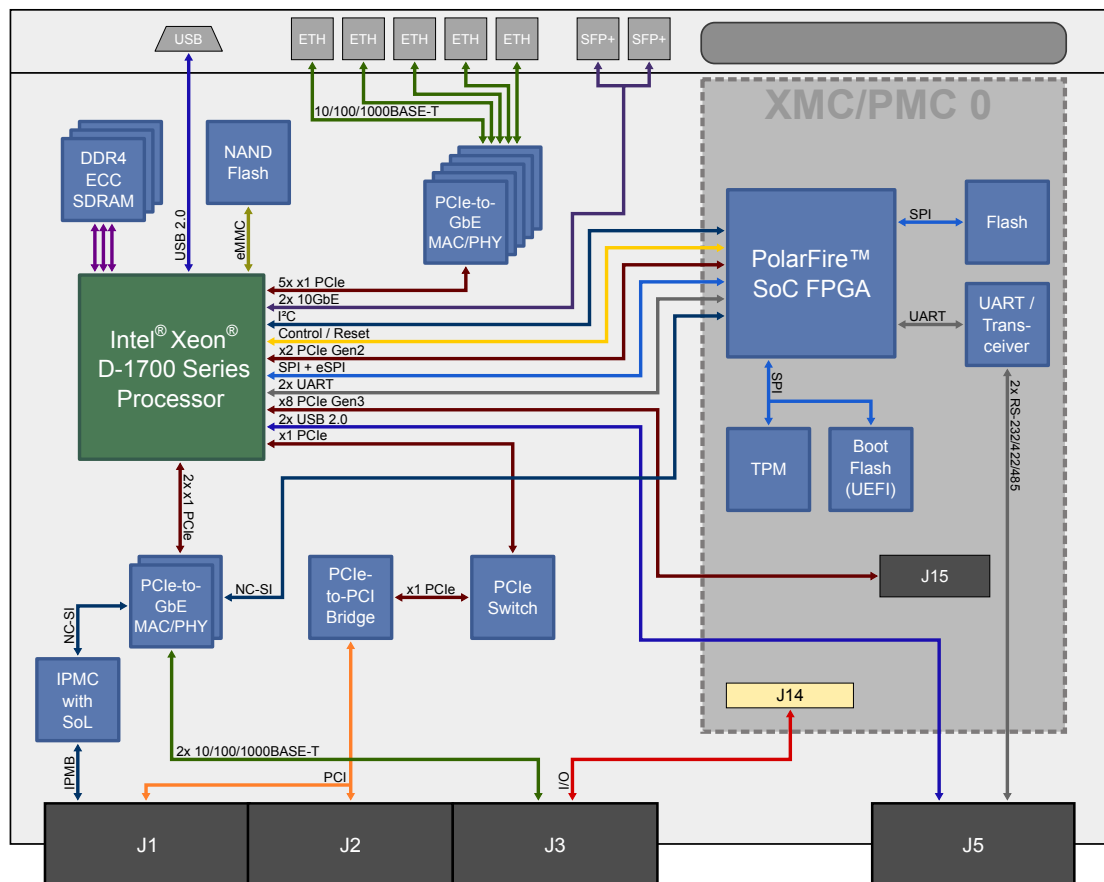 USB
ETH
ETH
ETH
ETH
ETH
SFP+
SFP+
10/100/1000BASE-T
XMC/PMC 0
DDR4
ECC
SDRAM
NAND
Flash
PCIe-to-
GbE
MAC/PHY
USB 2.0
eMMC
PolarFire™
SoC FPGA
SPI
Flash
UART
UART /
Trans-
ceiver
Intel® Xeon®
D-1700 Series
Processor
5x x1 PCIe
2x 10GbE
I²C
Control / Reset
x2 PCIe Gen2
SPI + eSPI
2x UART
x8 PCIe Gen3
2x USB 2.0
x1 PCIe
SPI
TPM
Boot
Flash
(UEFI)
2x RS-232/422/485
2x x1 PCIe
PCIe-to-
GbE
MAC/PHY
NC-SI
NC-SI
PCIe-
to-PCI
Bridge
x1 PCIe
PCIe
Switch
J15
IPMC
with
SoL
J14
IPMB
2x 10/100/1000BASE-T
PCI
I/O
J1
J2
J3
J5